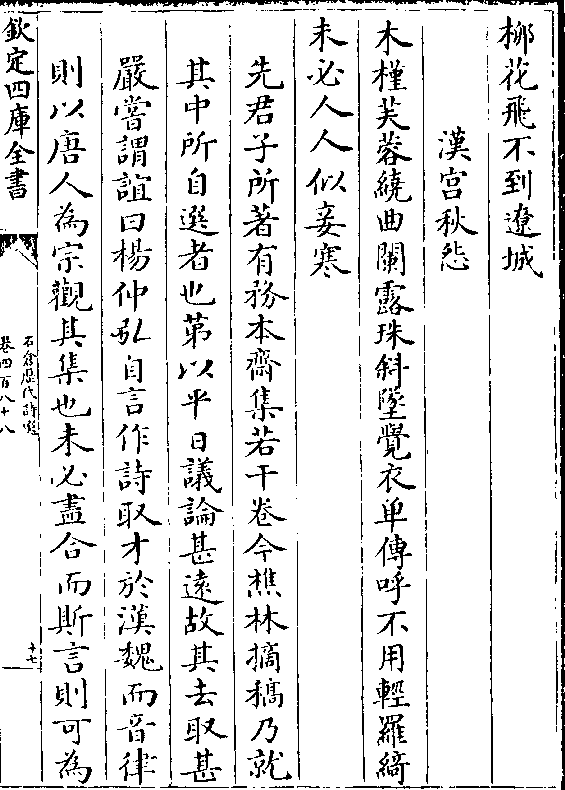 柳花飛不到遼城
漢宫秋怨
木槿芙蓉繞曲闌露珠斜墜覺衣单傳呼不用輕羅綺
未必人人似妾寒
先君子所著有務本齋集若干卷今樵林摘稿乃就
其中所自選者也苐以平日議論甚遠故其去取甚
嚴嘗謂誼曰楊仲弘自言作詩取才於漢魏而音律
則以唐人為宗觀其集也未必盡合而斯言則可為
欽定四庫全書
石倉歷代詩選
卷四百八十八
十七